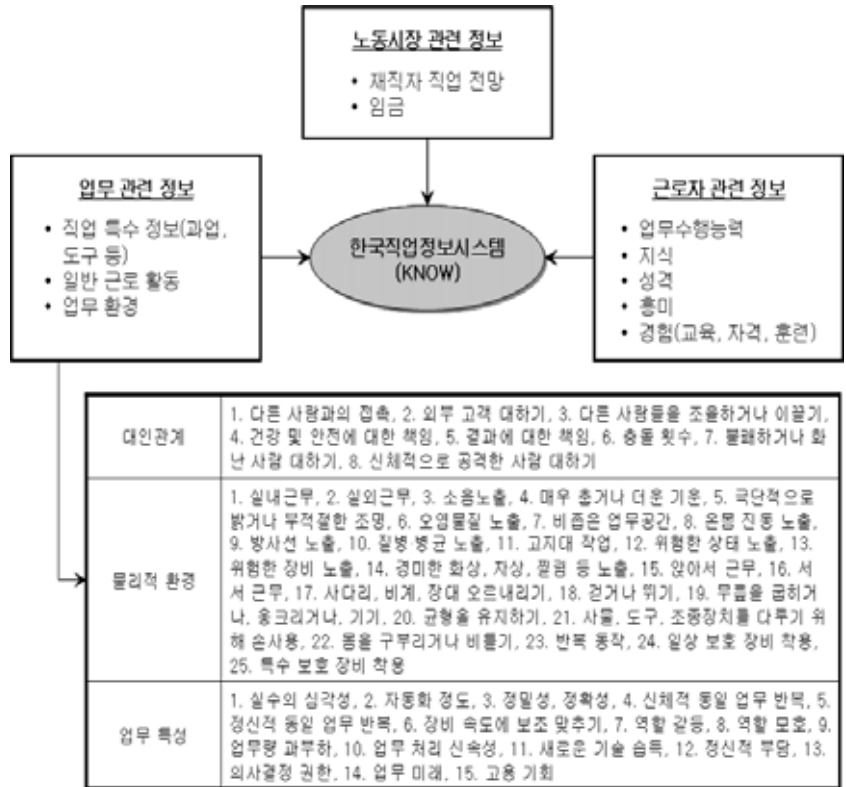 노동시장 관련 정보
• 재직자 직업 전망
• 임금
업무 관련 정보
• 직업 특수 정보(과업,
도구 등)
• 일반 근로 활동
• 업무 환경
한국직업정보시스템
(KNOW)
근로자 관련 정보
• 업무수행능력
• 지식
• 성격
• 흥미
• 경험(교육, 자격, 훈련)
대인관계
1. 다른 사람과의 접촉, 2. 외부 고객 대하기, 3. 다른 사람들을 조율하거나 이끌기,
4. 건강 및 안전에 대한 책임, 5. 결과에 대한 책임, 6. 충돌 횟수, 7. 불쾌하거나 화
난 사람 대하기, 8. 신체적으로 공격한 사람 대하기
물리적 환경
1. 실내근무, 2. 실외근무, 3. 소음노출, 4. 매우 춥거나 더운 기운, 5. 극단적으로
밝거나 부적절한 조명, 6. 오염물질 노출, 7. 비좁은 업무공간, 8. 온몸 진동 노출,
9. 방사선 노출, 10. 질병·병균 노출, 11. 고지대 작업, 12. 위험한 상태 노출, 13.
위험한 장비 노출, 14. 경미한 화상, 자상, 찔림 등 노출, 15. 앉아서 근무, 16. 서
서 근무, 17. 사다리, 비계, 장대 오르내리기, 18. 걷거나 뛰기, 19. 무릎을 굽히거
나, 웅크리거나, 기기, 20. 균형을 유지하기, 21. 사물, 도구, 조종장치를 다루기 위
해 손사용, 22. 몸을 구부리거나 비틀기, 23. 반복 동작, 24. 일상 보호 장비 착용,
25. 특수 보호 장비 착용
업무 특성
1. 실수의 심각성, 2. 자동화 정도, 3. 정밀성, 정확성, 4. 신체적 동일 업무 반복, 5.
정신적 동일 업무 반복, 6. 장비 속도에 보조 맞추기, 7. 역할 갈등, 8. 역할 모호, 9.
업무량 과부하, 10. 업무 처리 신속성, 11. 새로운 기술 습득, 12. 정신적 부담, 13.
의사결정 권한, 14. 업무 미래, 15. 고용 기회